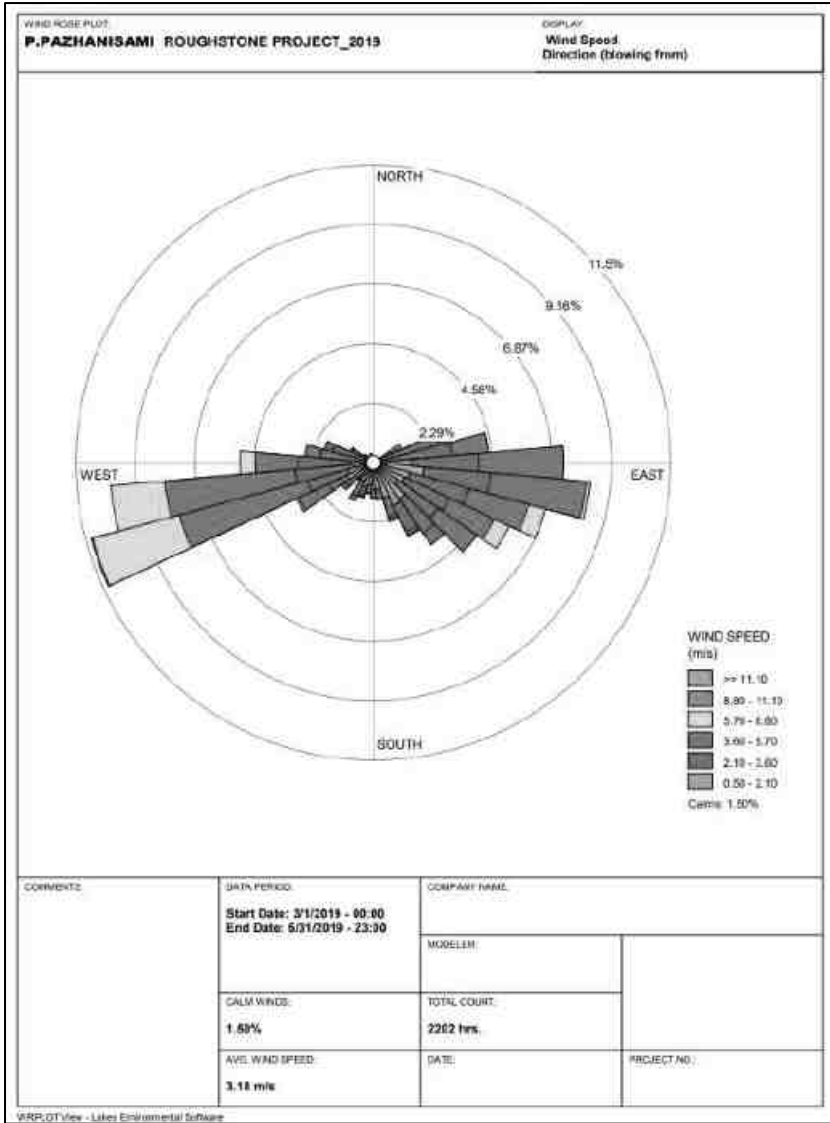 WIND ROSE PLOT:
DISPLAY:
P.PAZHANISAMI ROUGHSTONE PROJECT_2019
Wind Speed
Direction (blowing from)
NORTH
11.5%
9.16%
6.87%
4.58%
2.29%
WEST
EAST
SOUTH
WIND SPEED
(m/s)
>= 11.10
8.80 - 11.10
5.70 - 8.80
3.60 - 5.70
2.10 - 3.60
0.50 - 2.10
Calms: 1.50%
COMMENTS:
DATA PERIOD:
Start Date: 3/1/2019 - 00:00
End Date: 5/31/2019 - 23:00
COMPANY NAME:
MODELER:
CALM WINDS:
1.50%
TOTAL COUNT:
2202 hrs.
AVG. WIND SPEED:
3.18 m/s
DATE:
PROJECT NO.:
WRPLOT View - Lakes Environmental Software